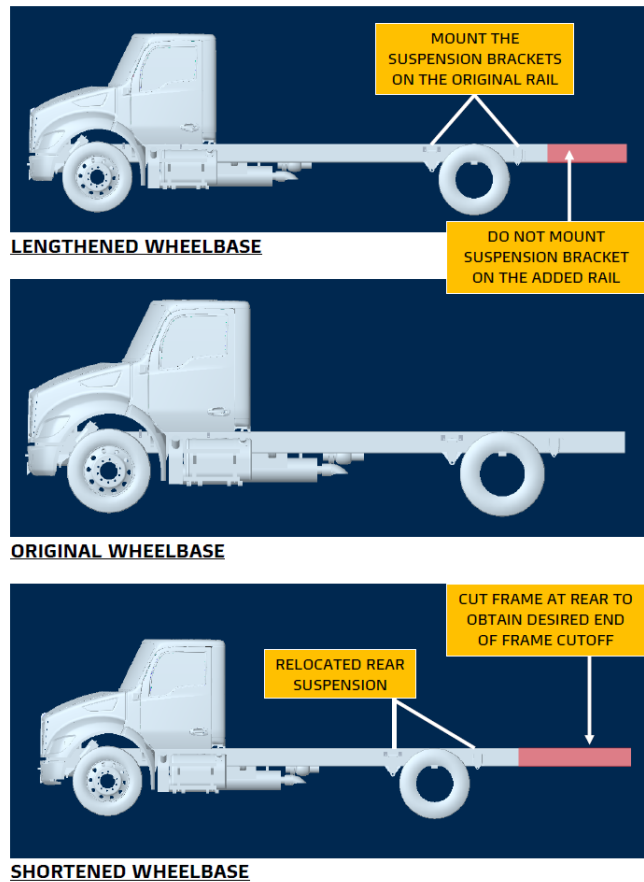 MOUNT THE
SUSPENSION BRACKETS
ON THE ORIGINAL RAIL
DO NOT MOUNT
SUSPENSION BRACKET
ON THE ADDED RAIL
LENGTHENED WHEELBASE
ORIGINAL WHEELBASE
CUT FRAME AT REAR TO
OBTAIN DESIRED END
OF FRAME CUTOFF
RELOCATED REAR
SUSPENSION
SHORTENED WHEELBASE